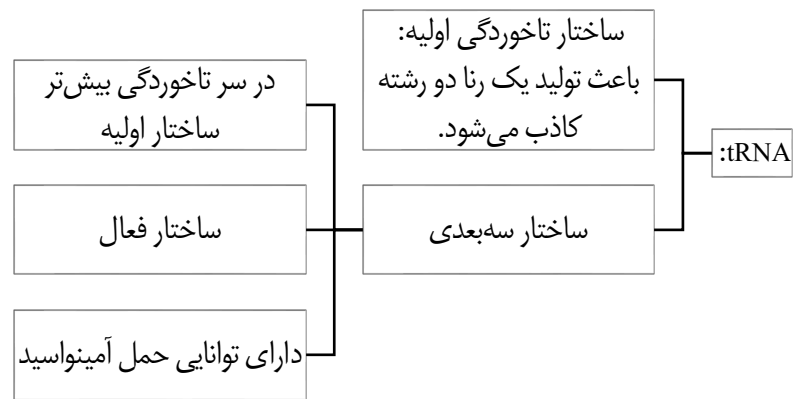 tRNA:
ساختار تاخوردگی اولیه:
باعث تولید یک رنا دو رشته
کاذب می‌شود.
ساختار سه‌بعدی
در سر تاخوردگی بیش‌تر
ساختار اولیه
ساختار فعال
دارای توانایی حمل آمینواسید